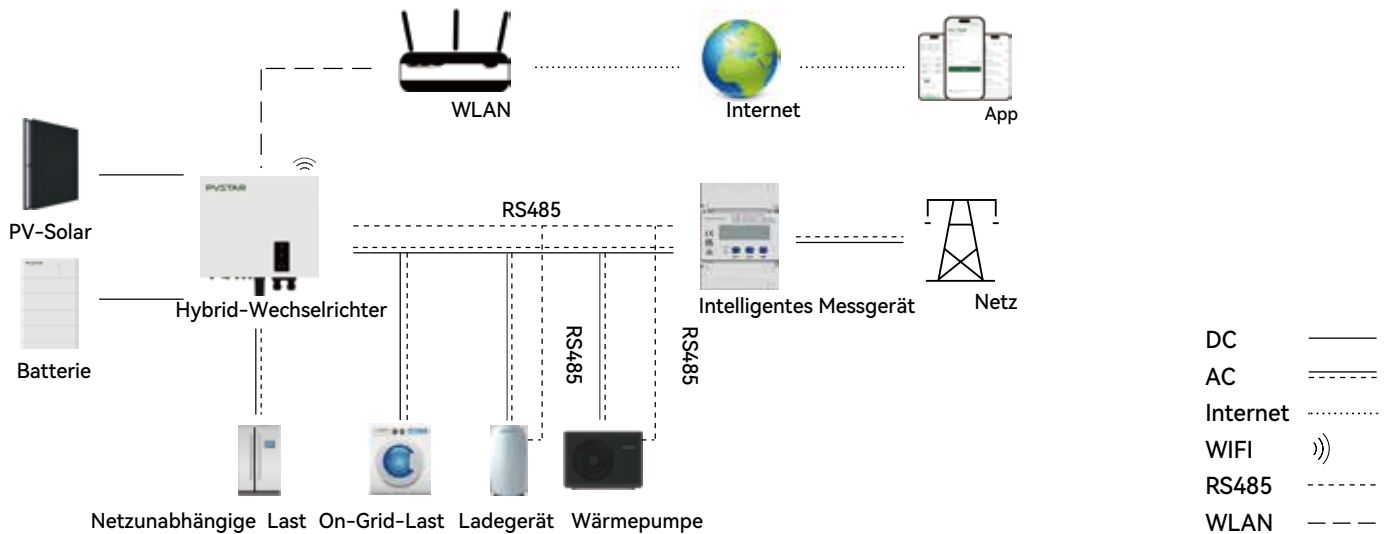 WLAN
Internet
App
PV-Solar
PVSTAR
RS485
Hybrid-Wechselrichter
Intelligentes Messgerät
Netz
Batterie
RS485
RS485
Netzunabhängige Last
On-Grid-Last
Ladegerät
Wärmepumpe
DC
AC
Internet
WIFI
RS485
WLAN